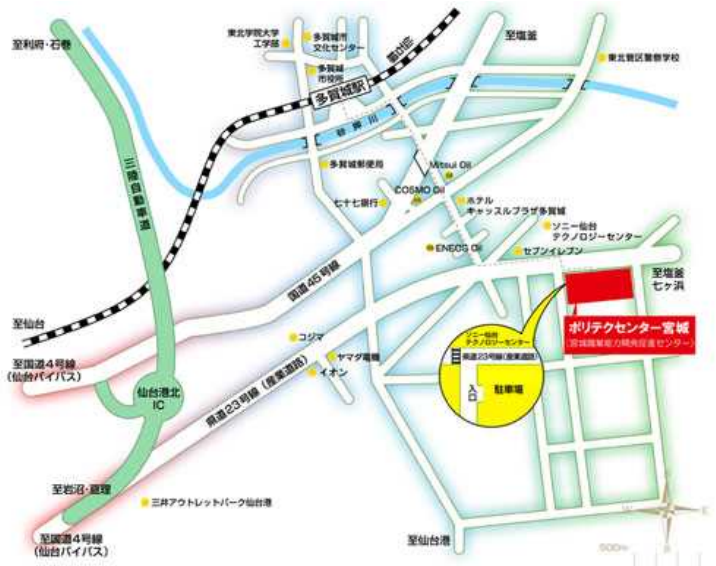 東北学院大学
工学部
多賀城市
文化センター
多賀城
市役所
至利府・石巻
仙石線
至塩釜
東北管区警察学校
多賀城駅
砂押川
三陸自動車道
多賀城郵便局
Mitsui Oil
COSMO Oil
七十七銀行
ホテル
キャッスルプラザ多賀城
ソニー仙台
テクノロジーセンター
ENEOS Oil
セブンイレブン
国道45号線
至塩釜
七ヶ浜
至仙台
コジマ
ソニー仙台
テクノロジーセンター
ポリテクセンター宮城
(宮城職業能力開発促進センター)
至国道4号線
(仙台バイパス)
ヤマダ電機
イオン
県道23号線(産業道路)
仙台港北
IC
県道23号線(産業道路)
入口
駐車場
至岩沼・亘理
三井アウトレットパーク仙台港
至国道4号線
(仙台バイパス)
至仙台港
W
E
S
500m